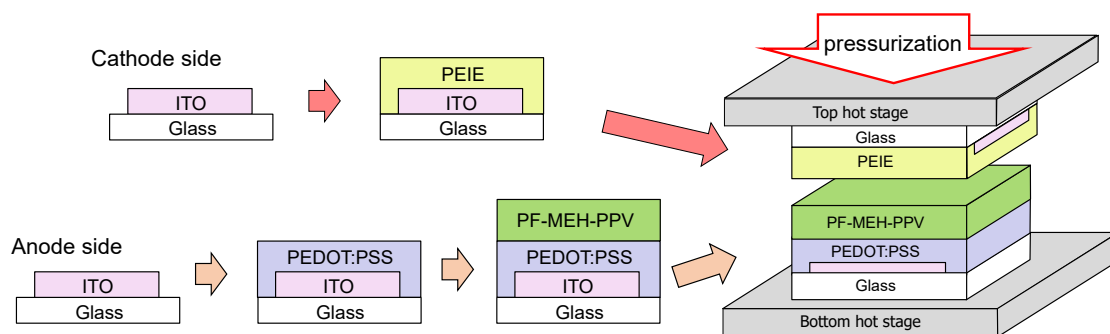 Cathode side
ITO
Glass
PEIE
ITO
Glass
Anode side
ITO
Glass
PEDOT:PSS
ITO
Glass
PF-MEH-PPV
PEDOT:PSS
ITO
Glass
pressurization
Top hot stage
Glass
PEIE
PF-MEH-PPV
PEDOT:PSS
Glass
Bottom hot stage